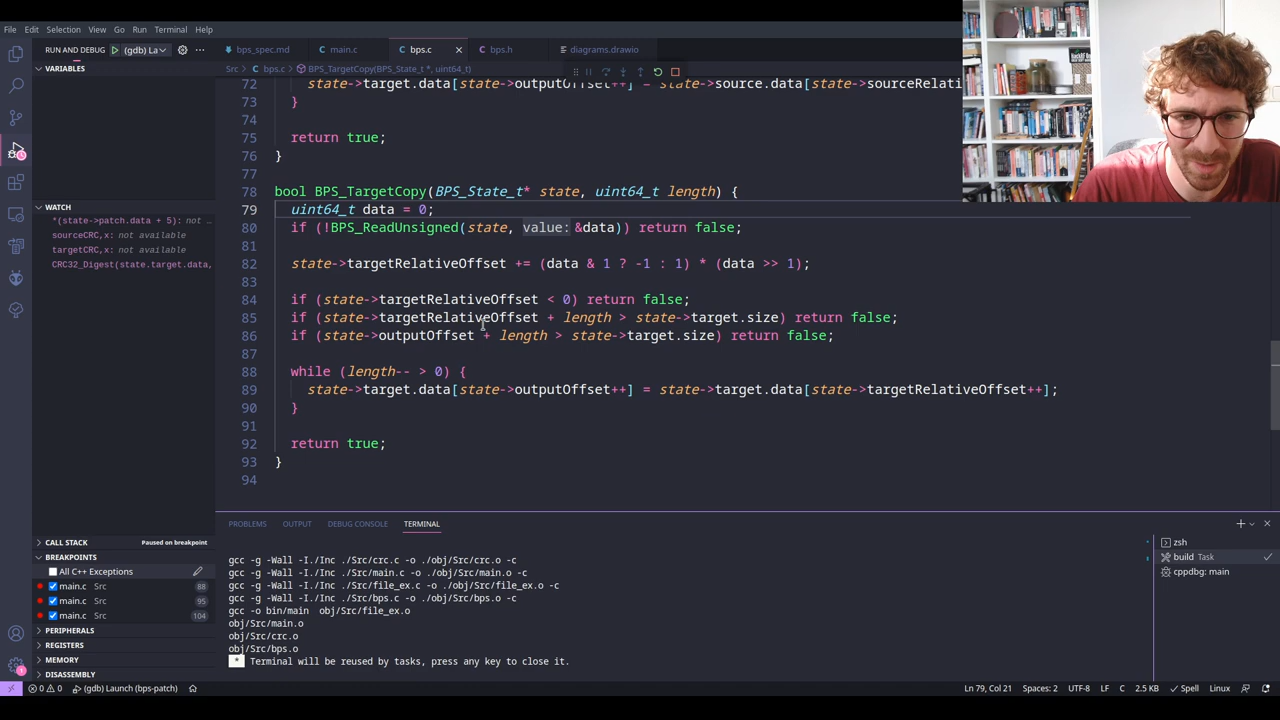 File Edit Selection View Go Run Terminal Help
RUN AND DEBUG (gdb) La
bps_spec.md main.c bps.c bps.h diagrams.drawio
VARIABLES
Src > bps.c > BPS_TargetCopy(BPS_State_t *, uint64_t)
72 state->target.data[state->outputOffset++] = state->source.data[state->sourceRelati
73 }
74
75 return true;
76 }
77
78 bool BPS_TargetCopy(BPS_State_t* state, uint64_t length) {
79 uint64_t data = 0;
80 if (!BPS_ReadUnsigned(state, value: &data)) return false;
81
82 state->targetRelativeOffset += (data & 1 ? -1 : 1) * (data >> 1);
83
84 if (state->targetRelativeOffset < 0) return false;
85 if (state->targetRelativeOffset + length > state->target.size) return false;
86 if (state->outputOffset + length > state->target.size) return false;
87
88 while (length-- > 0) {
89 state->target.data[state->outputOffset++] = state->target.data[state->targetRelativeOffset++];
90 }
91
92 return true;
93 }
94
WATCH
*(state->patch.data + 5): not …
sourceCRC,x: not available
targetCRC,x: not available
CRC32_Digest(state.target.data,
CALL STACK Paused on breakpoint
BREAKPOINTS
All C++ Exceptions
main.c Src 88
main.c Src 95
main.c Src 104
PERIPHERALS
REGISTERS
MEMORY
DISASSEMBLY
PROBLEMS OUTPUT DEBUG CONSOLE TERMINAL
gcc -g -Wall -I./Inc ./Src/crc.c -o ./obj/Src/crc.o -c
gcc -g -Wall -I./Inc ./Src/main.c -o ./obj/Src/main.o -c
gcc -g -Wall -I./Inc ./Src/file_ex.c -o ./obj/Src/file_ex.o -c
gcc -g -Wall -I./Inc ./Src/bps.c -o ./obj/Src/bps.o -c
gcc -o bin/main obj/Src/file_ex.o
obj/Src/main.o
obj/Src/crc.o
obj/Src/bps.o
* Terminal will be reused by tasks, press any key to close it.
zsh
build Task
cppdbg: main
0 0 (gdb) Launch (bps-patch)
Ln 79, Col 21 Spaces: 2 UTF-8 LF C 2.5 KB Spell Linux